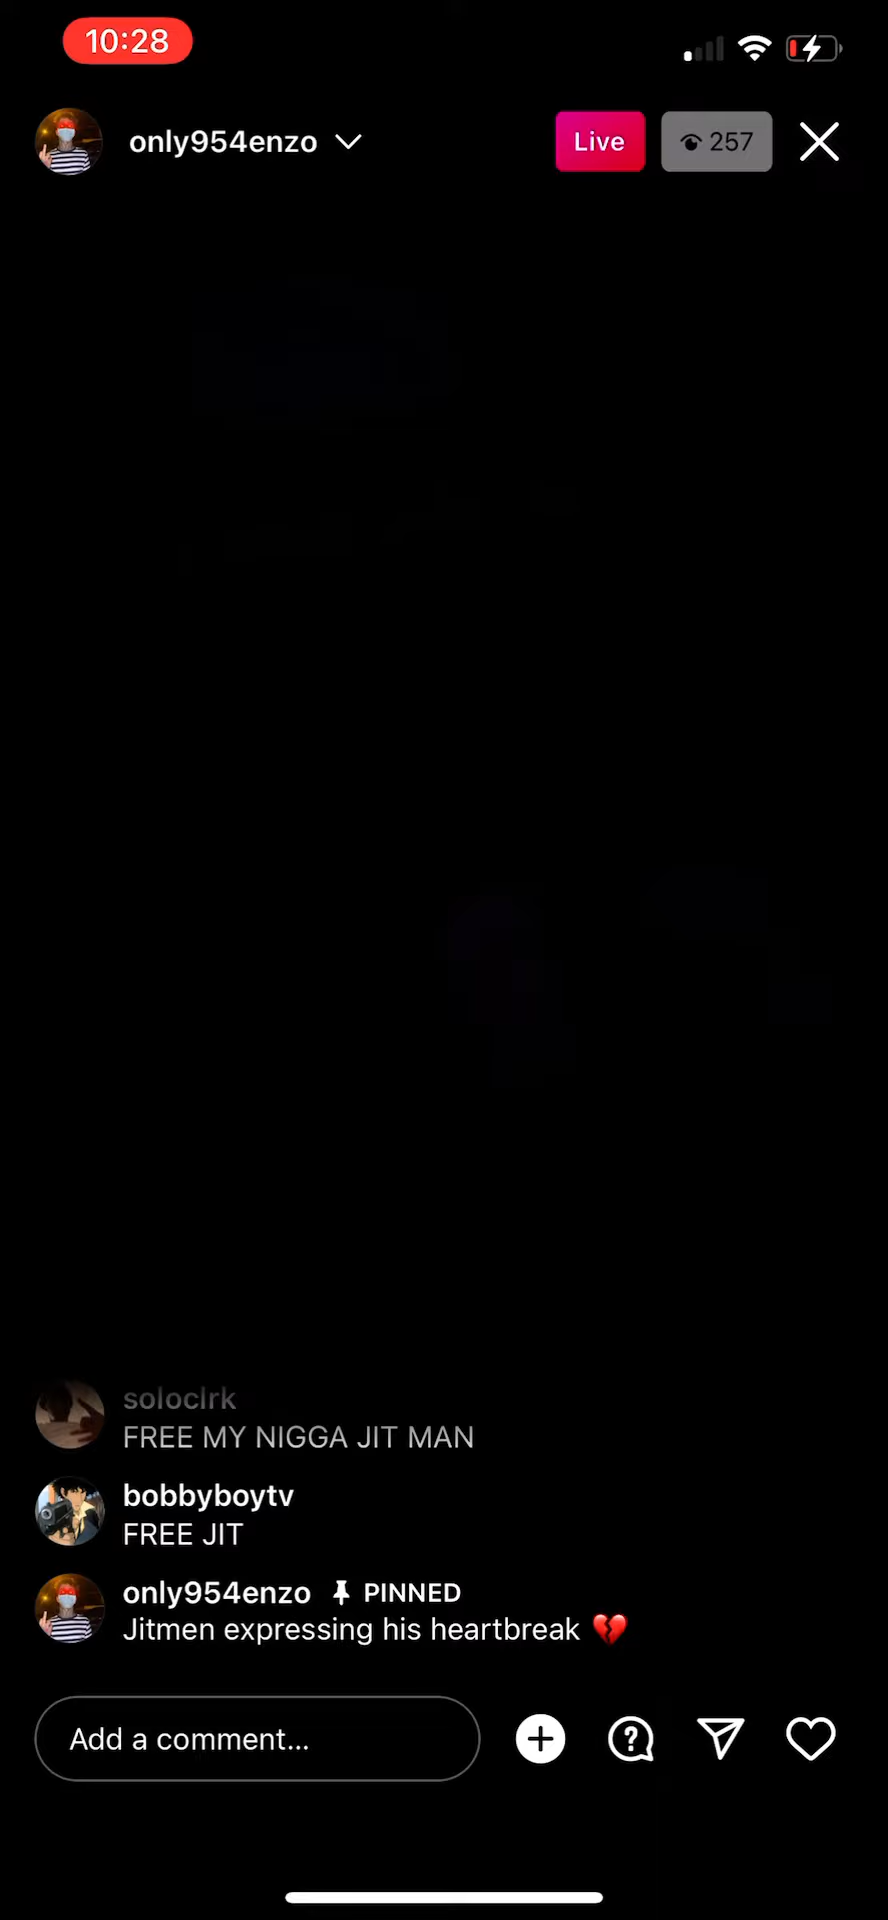 10:28
only954enzo
Live
257
soloclrk
FREE MY NIGGA JIT MAN
bobbyboytv
FREE JIT
only954enzo PINNED
Jitmen expressing his heartbreak 💔
Add a comment...